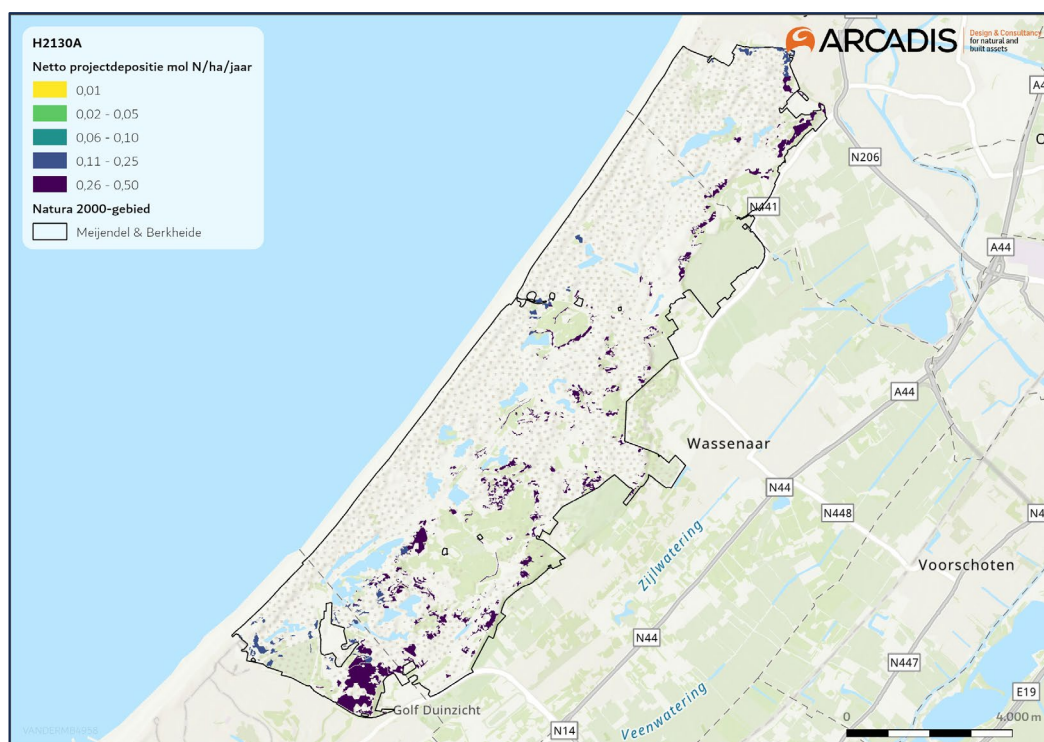 H2130A
Netto projectdepositie mol N/ha/jaar
0,01
0,02 - 0,05
0,06 - 0,10
0,11 - 0,25
0,26 - 0,50
Natura 2000-gebied
Meijendel & Berkheide
ARCADIS
Design & Consultancy
for natural and
built assets
N206
N441
A44
A44
Wassenaar
N44
N448
Voorschoten
Zijlwatering
N44
N447
E19
Golf Duinzicht
N14
Veenwatering
0
4.000 m